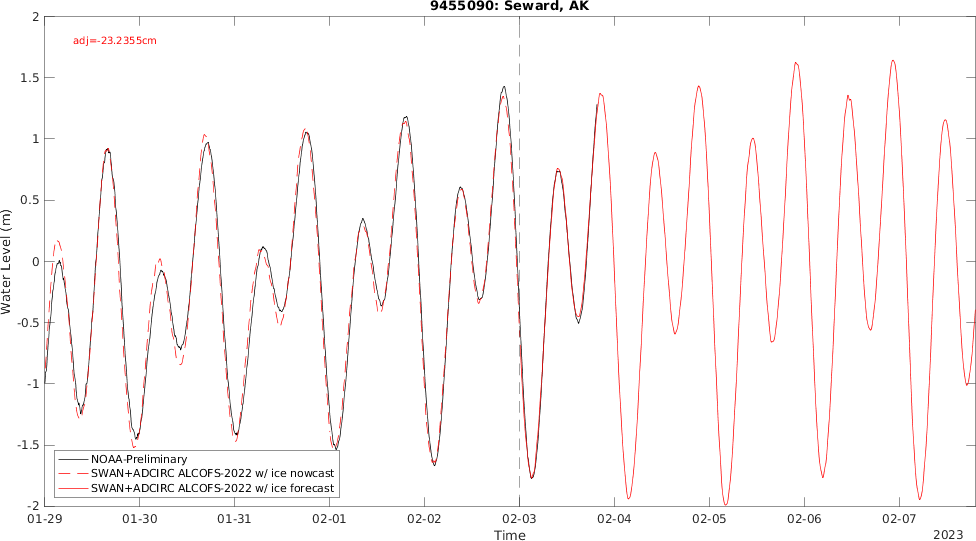 9455090: Seward, AK
adj=-23.2355cm
2
1.5
1
0.5
0
-0.5
-1
-1.5
-2
Water Level (m)
NOAA-Preliminary
SWAN+ADCIRC ALCOFS-2022 w/ ice nowcast
SWAN+ADCIRC ALCOFS-2022 w/ ice forecast
01-29 01-30 01-31 02-01 02-02 02-03 02-04 02-05 02-06 02-07
Time
2023